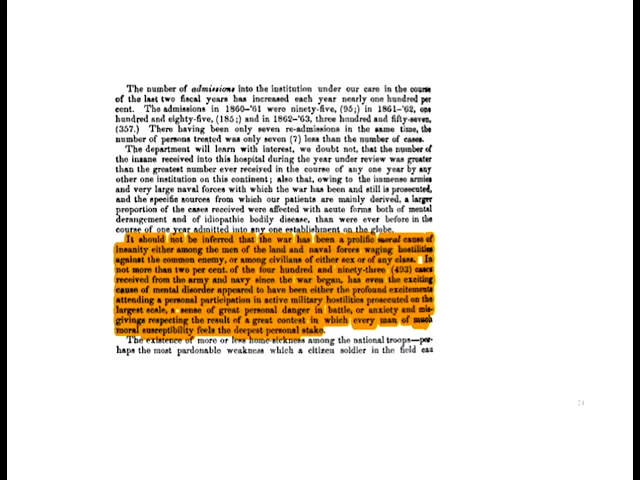 The number of admissions into the institution under our care in the course
of the last two fiscal years has increased each year nearly one hundred per
cent. The admissions in 1860-'61 were ninety-five, (95;) in 1861-'62, one
hundred and eighty-five, (185;) and in 1862-'63, three hundred and fifty-seven,
(357.) There having been only seven re-admissions in the same time, the
number of persons treated was only seven (7) less than the number of cases.
The department will learn with interest, we doubt not, that the number of
the insane received into this hospital during the year under review was greater
than the greatest number ever received in the course of any one year by any
other one institution on this continent; also that, owing to the immense armies
and very large naval forces with which the war has been and still is prosecuted,
and the specific sources from which our patients are mainly derived, a larger
proportion of the cases received were affected with acute forms both of mental
derangement and of idiopathic bodily disease, than were ever before in the
course of one year admitted into any one establishment on the globe.
It should not be inferred that the war has been a prolific moral cause of
insanity either among the men of the land and naval forces waging hostilities
against the common enemy, or among civilians of either sex or of any class. In
not more than two per cent. of the four hundred and ninety-three (493) cases
received from the army and navy since the war began, has even the exciting
cause of mental disorder appeared to have been either the profound excitements
attending a personal participation in active military hostilities prosecuted on the
largest scale, a sense of great personal danger in battle, or anxiety and mis-
givings respecting the result of a great contest in which every man of much
moral susceptibility feels the deepest personal stake.
The existence of more or less home-sickness among the national troops—per-
haps the most pardonable weakness which a citizen soldier in the field can
24